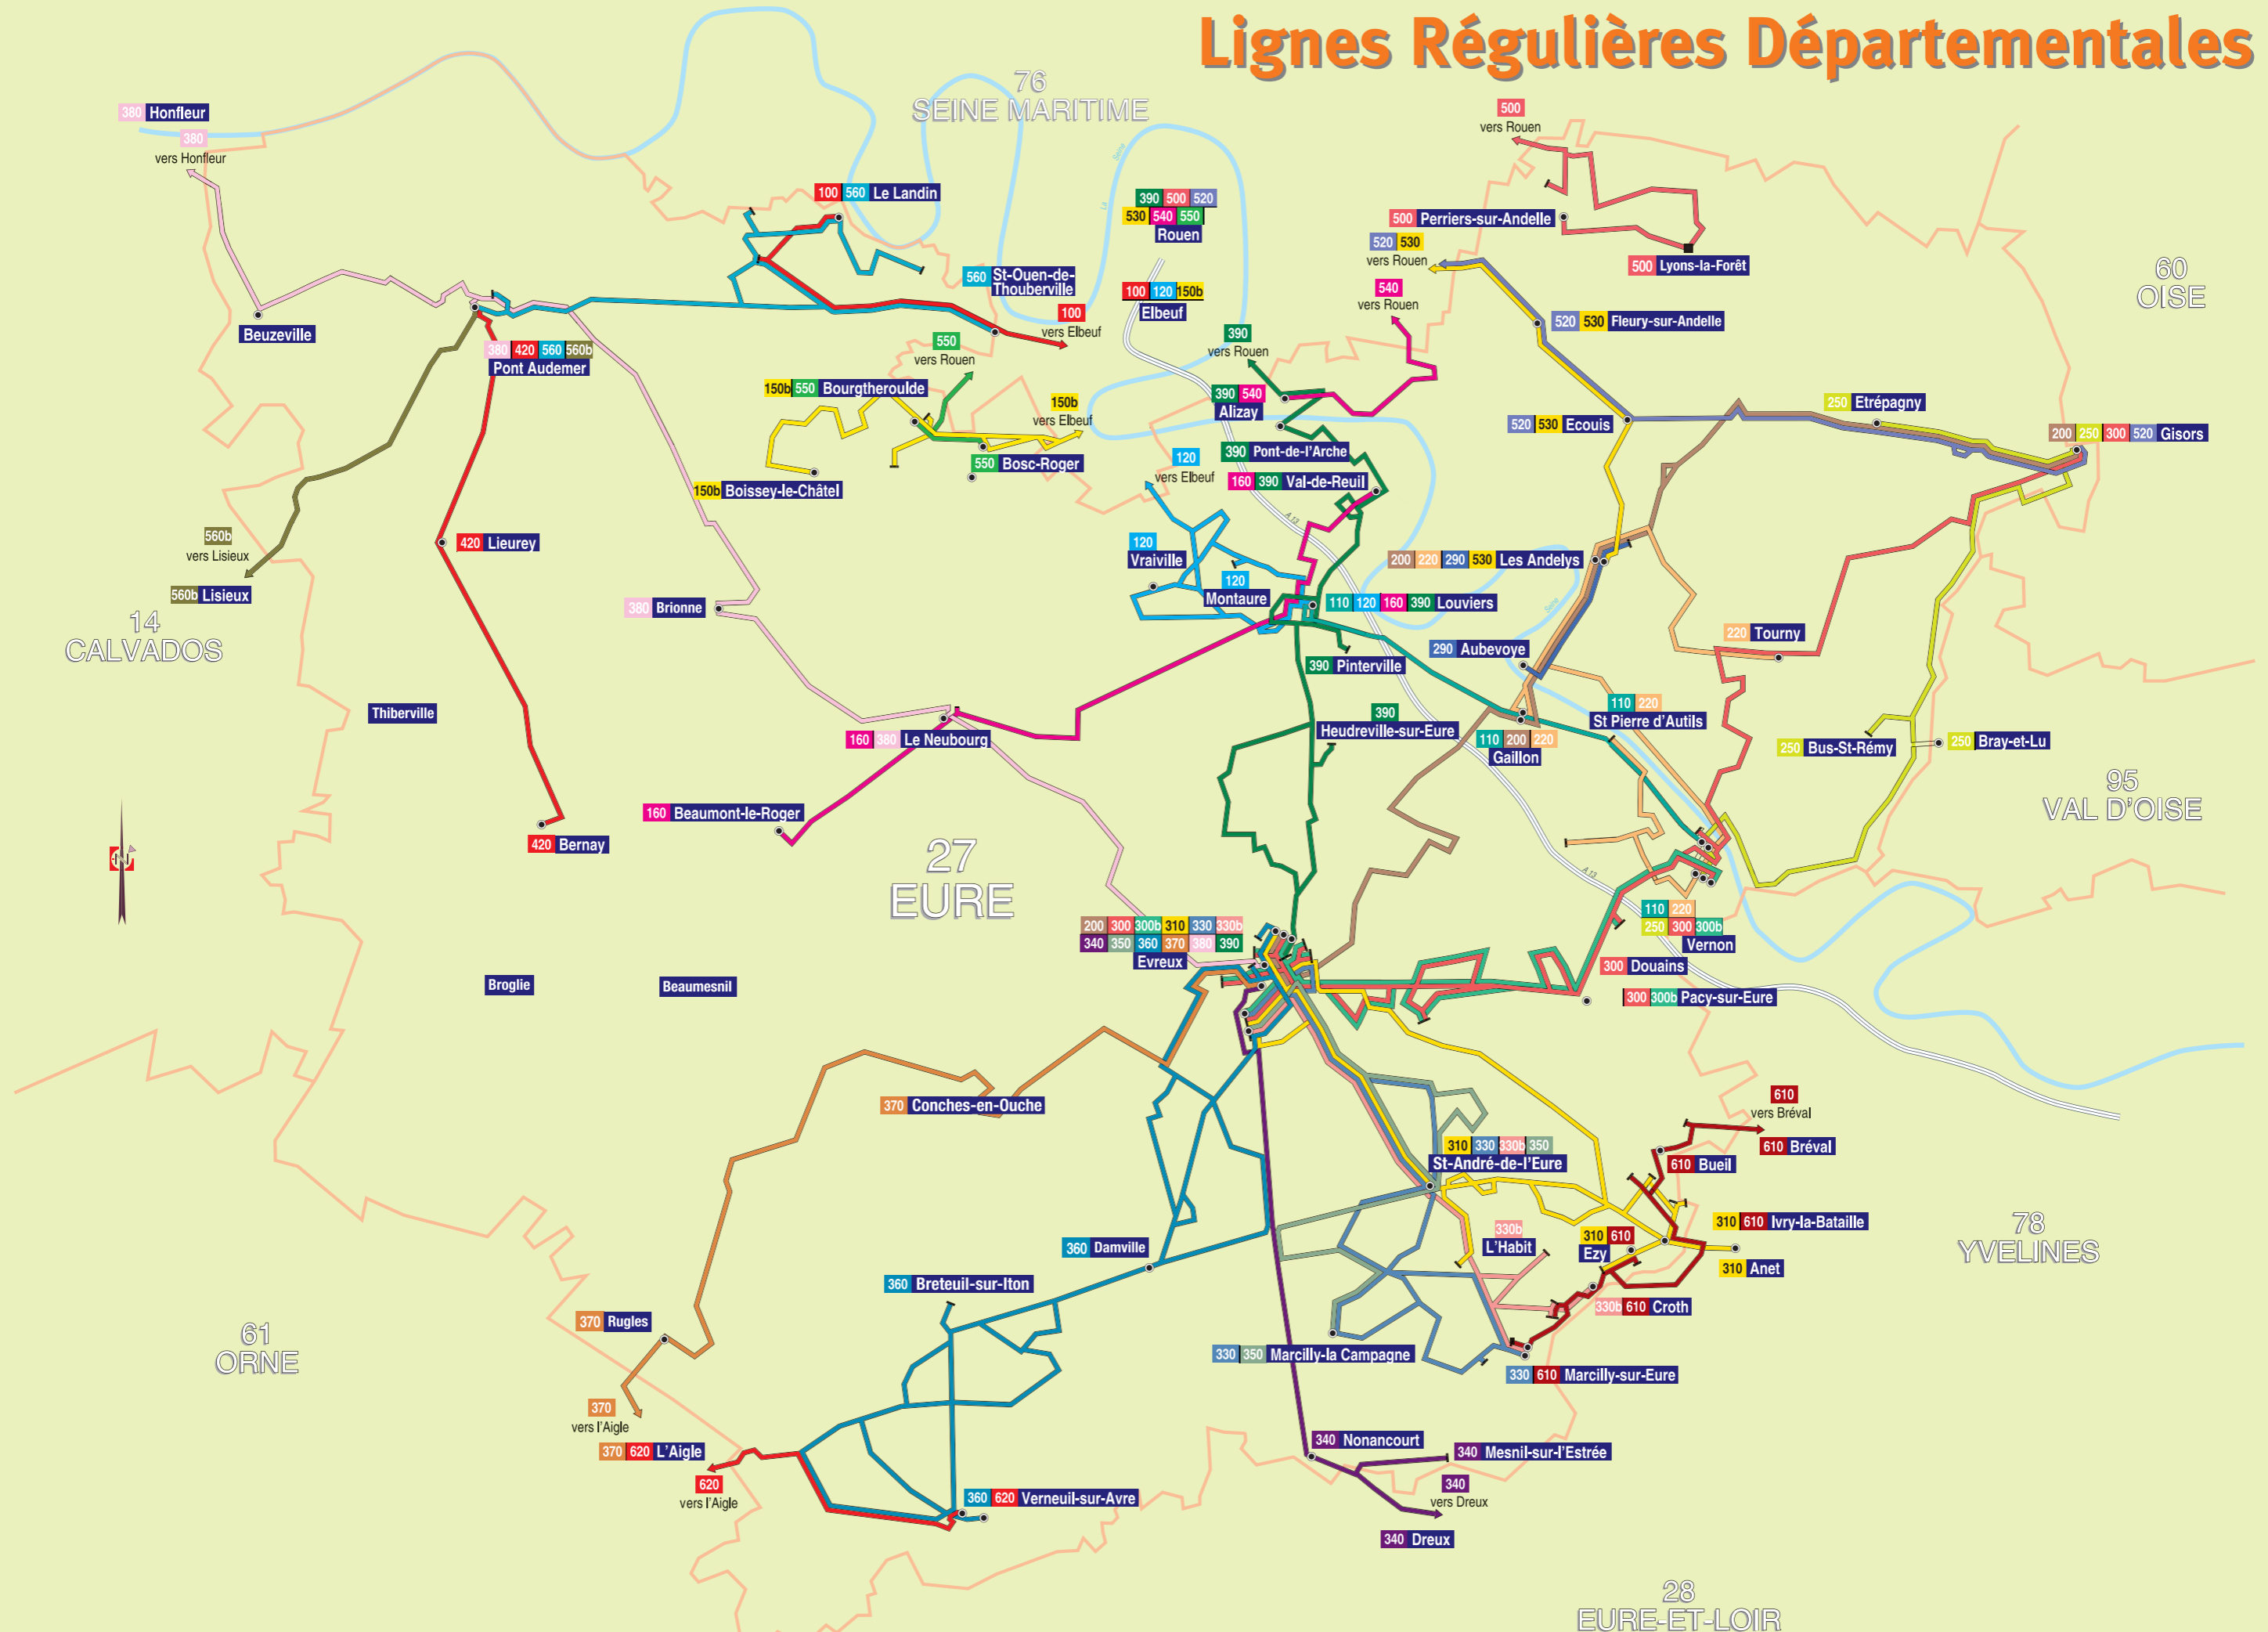 Lignes Régulières Départementales
76
SEINE MARITIME
380 Honfleur
380
vers Honfleur
500
vers Rouen
100 560 Le Landin
390 500 520
530 540 550
Rouen
500 Perriers-sur-Andelle
520 530
vers Rouen
500 Lyons-la-Forêt
60
OISE
560 St-Ouen-de-
Thouberville
100 120 150b
Elbeuf
540
vers Rouen
100
vers Elbeuf
Beuzeville
520 530 Fleury-sur-Andelle
550
vers Rouen
390
vers Rouen
380 420 560 560b
Pont Audemer
150b 550 Bourgtheroulde
390 540
Alizay
150b
vers Elbeuf
250 Etrépagny
520 530 Ecouis
200 250 300 520 Gisors
390 Pont-de-l'Arche
120
vers Elbeuf
550 Bosc-Roger
160 390 Val-de-Reuil
150b Boissey-le-Châtel
La
Seine
A 13
560b
vers Lisieux
420 Lieurey
120
Vraiville
200 220 290 530 Les Andelys
560b Lisieux
120
Montaure
110 120 160 390 Louviers
Seine
380 Brionne
14
CALVADOS
220 Tourny
290 Aubevoye
390 Pinterville
Thiberville
110 220
St Pierre d'Autils
390
Heudreville-sur-Eure
160 380 Le Neubourg
110 200 220
Gaillon
250 Bus-St-Rémy
250 Bray-et-Lu
95
VAL D'OISE
160 Beaumont-le-Roger
420 Bernay
N
27
EURE
A 13
110 220
250 300 300b
Vernon
200 300 300b 310 330 330b
340 350 360 370 380 390
Evreux
300 Douains
Broglie
Beaumesnil
300 300b Pacy-sur-Eure
370 Conches-en-Ouche
610
vers Bréval
610 Bréval
310 330 330b 350
St-André-de-l'Eure
610 Bueil
310 610 Ivry-la-Bataille
330b
L'Habit
310 610
Ezy
78
YVELINES
360 Damville
310 Anet
360 Breteuil-sur-Iton
330b 610 Croth
370 Rugles
61
ORNE
330 350 Marcilly-la Campagne
330 610 Marcilly-sur-Eure
370
vers l'Aigle
370 620 L'Aigle
340 Nonancourt
340 Mesnil-sur-l'Estrée
620
vers l'Aigle
340
vers Dreux
360 620 Verneuil-sur-Avre
340 Dreux
28
EURE-ET-LOIR